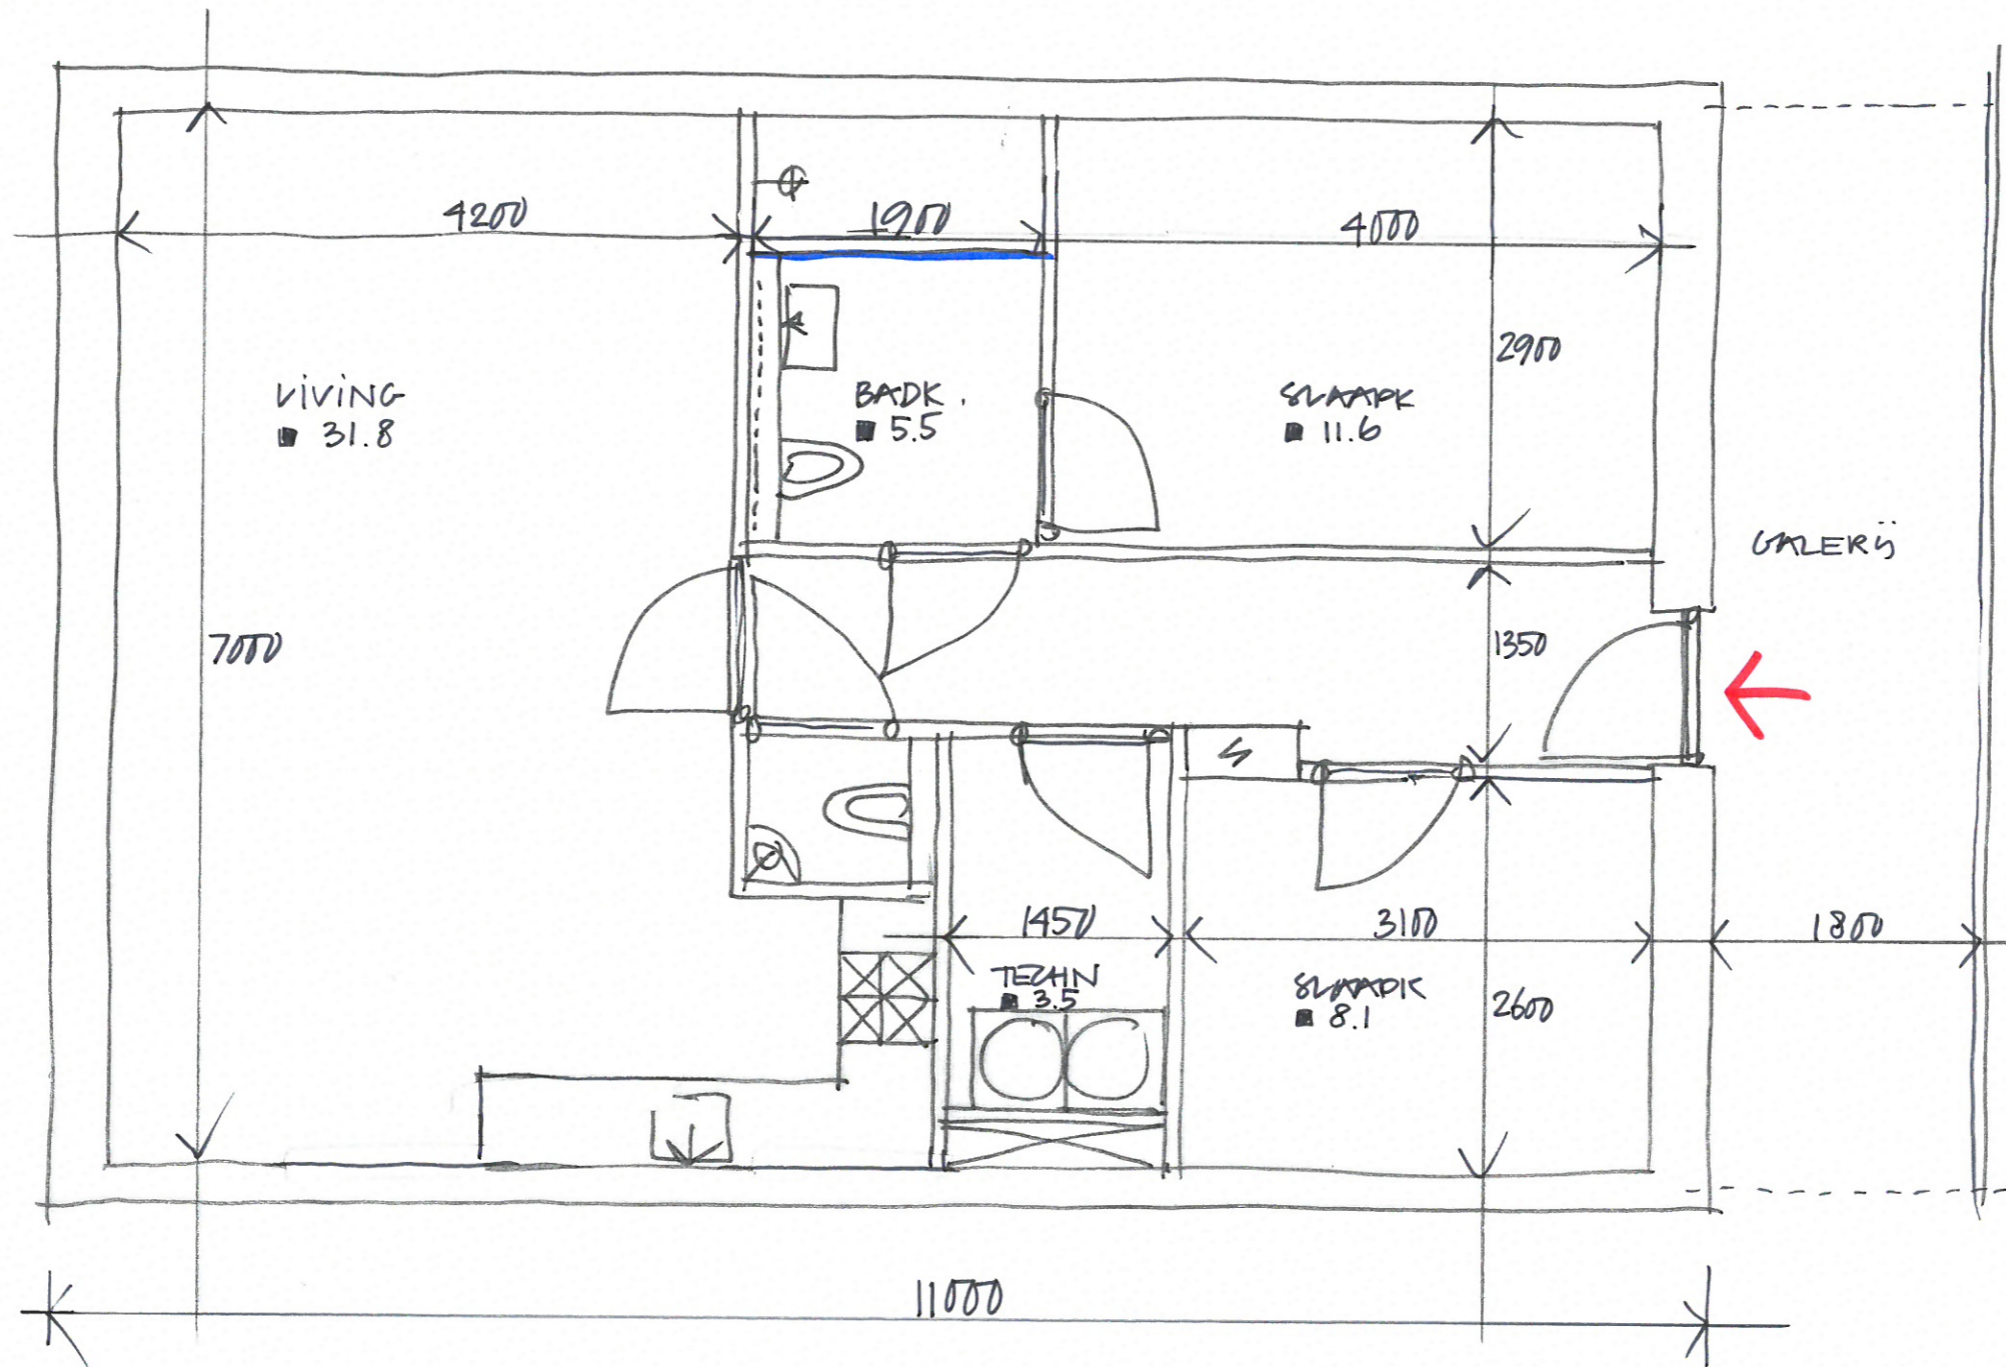 4200
1900
4000
2900
LIVING
■ 31.8
BADK.
■ 5.5
SLAAPK
■ 11.6
GALERIJ
7000
1350
1450
3100
1800
TECHN
■ 3.5
SLAAPK
■ 8.1
2600
11000